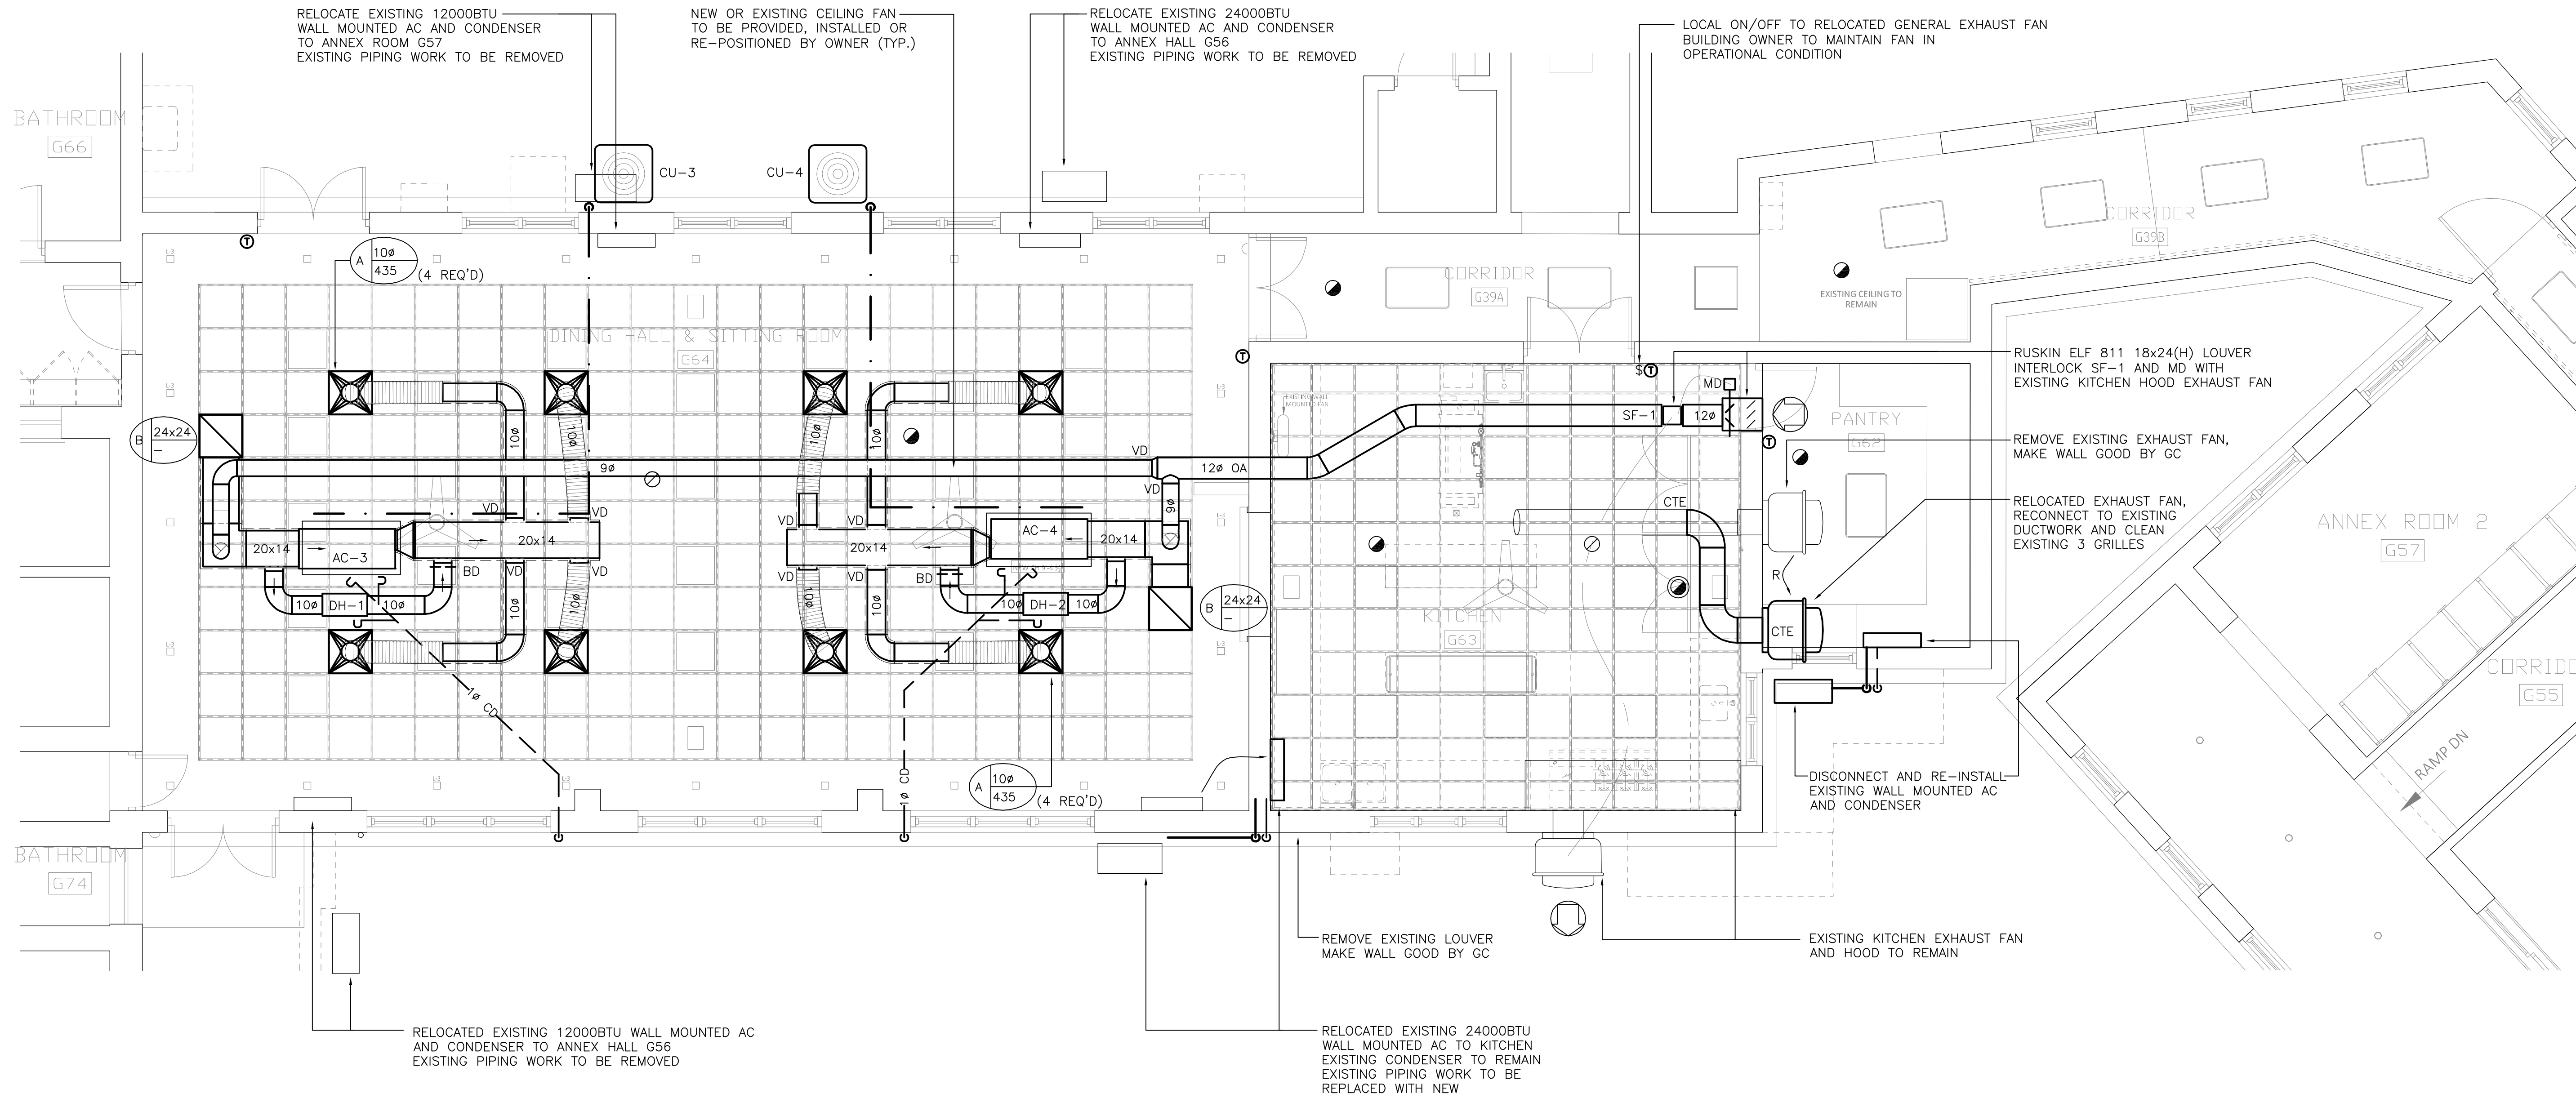 RELOCATE EXISTING 12000BTU
WALL MOUNTED AC AND CONDENSER
TO ANNEX ROOM G57
EXISTING PIPING WORK TO BE REMOVED
NEW OR EXISTING CEILING FAN
TO BE PROVIDED, INSTALLED OR
RE-POSITIONED BY OWNER (TYP.)
RELOCATE EXISTING 24000BTU
WALL MOUNTED AC AND CONDENSER
TO ANNEX HALL G56
EXISTING PIPING WORK TO BE REMOVED
LOCAL ON/OFF TO RELOCATED GENERAL EXHAUST FAN
BUILDING OWNER TO MAINTAIN FAN IN
OPERATIONAL CONDITION
BATHROOM
G66
CU-3
CU-4
CORRIDOR
G39B
T
A
10ø
435
(4 REQ'D)
CORRIDOR
G39A
EXISTING CEILING TO
REMAIN
DINING HALL & SITTING ROOM
G64
T
$T
MD
RUSKIN ELF 811 18x24(H) LOUVER
INTERLOCK SF-1 AND MD WITH
EXISTING KITCHEN HOOD EXHAUST FAN
EXISTING WALL
MOUNTED FAN
SF-1
12ø
PANTRY
G62
B
24x24
–
10ø
10ø
10ø
10ø
VD
9ø
12ø OA
T
REMOVE EXISTING EXHAUST FAN,
MAKE WALL GOOD BY GC
VD
9ø
CTE
RELOCATED EXHAUST FAN,
RECONNECT TO EXISTING
DUCTWORK AND CLEAN
EXISTING 3 GRILLES
ANNEX ROOM 2
G57
VD
VD
VD
VD
20x14
AC-3
20x14
20x14
AC-4
20x14
BD
VD
VD
VD
VD
BD
R
10ø
DH-1
10ø
10ø
10ø
10ø
10ø
10ø
DH-2
10ø
B
24x24
–
KITCHEN
G63
CTE
CORRIDO
G55
1ø CD
1ø CD
A
10ø
435
(4 REQ'D)
DISCONNECT AND RE-INSTALL
EXISTING WALL MOUNTED AC
AND CONDENSER
RAMP DN
BATHROOM
G74
REMOVE EXISTING LOUVER
MAKE WALL GOOD BY GC
EXISTING KITCHEN EXHAUST FAN
AND HOOD TO REMAIN
RELOCATED EXISTING 12000BTU WALL MOUNTED AC
AND CONDENSER TO ANNEX HALL G56
EXISTING PIPING WORK TO BE REMOVED
RELOCATED EXISTING 24000BTU
WALL MOUNTED AC TO KITCHEN
EXISTING CONDENSER TO REMAIN
EXISTING PIPING WORK TO BE
REPLACED WITH NEW